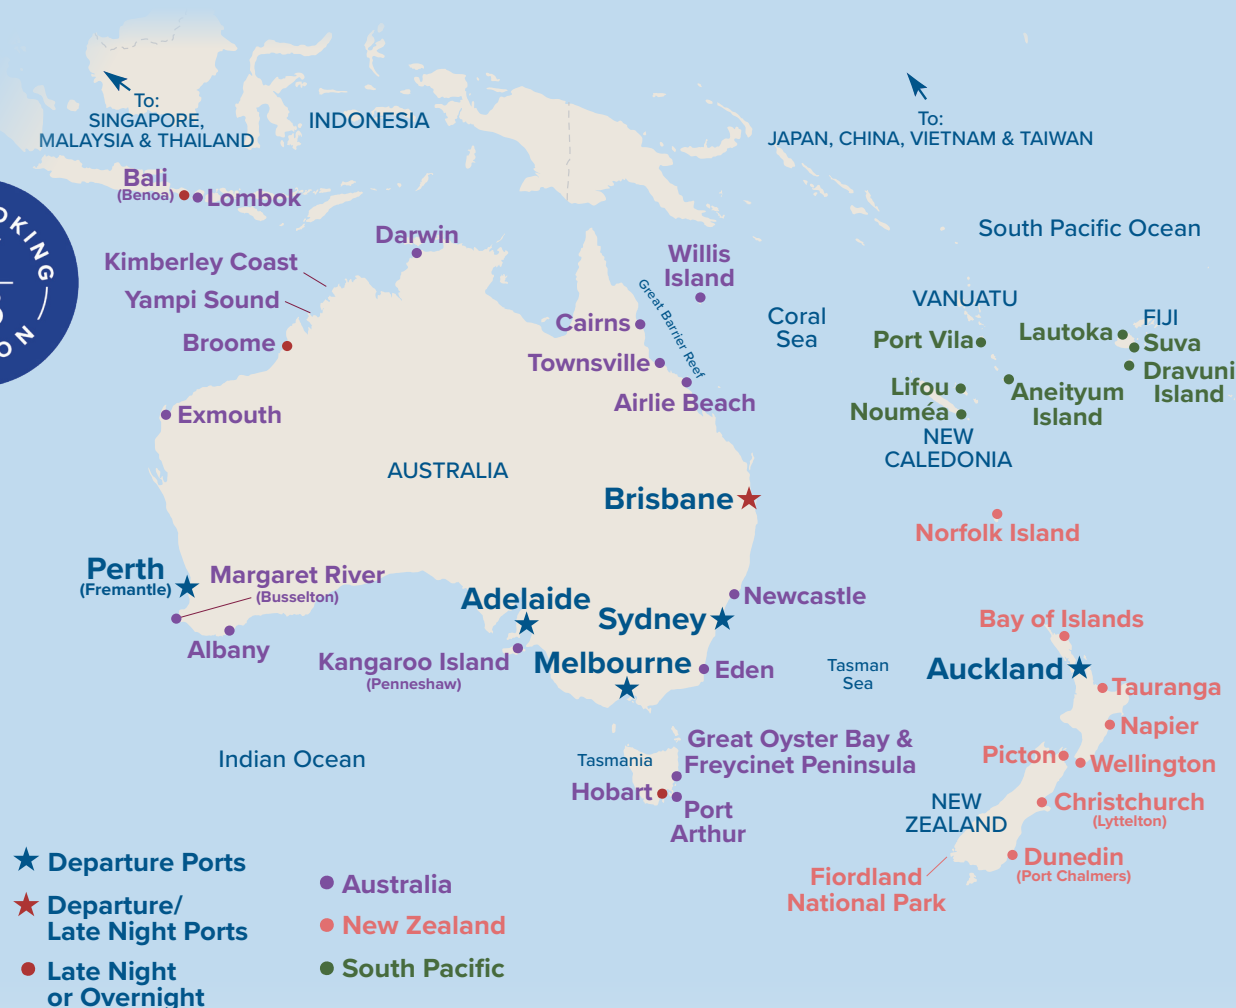 To:
SINGAPORE,
MALAYSIA & THAILAND
INDONESIA
To:
JAPAN, CHINA, VIETNAM & TAIWAN
Bali
(Benoa)
Lombok
South Pacific Ocean
Darwin
Kimberley Coast
Yampi Sound
Broome
Exmouth
Willis
Island
Great Barrier Reef
Cairns
Townsville
Airlie Beach
Coral
Sea
VANUATU
Port Vila
FIJI
Lautoka
Suva
Dravuni
Island
Lifou
Nouméa
Aneityum
Island
NEW
CALEDONIA
AUSTRALIA
Brisbane
Norfolk Island
Perth
(Fremantle)
Margaret River
(Busselton)
Albany
Adelaide
Kangaroo Island
(Penneshaw)
Newcastle
Sydney
Melbourne
Eden
Tasman
Sea
Bay of Islands
Auckland
Tauranga
Napier
Picton
Wellington
Christchurch
(Lyttelton)
NEW
ZEALAND
Dunedin
(Port Chalmers)
Fiordland
National Park
Indian Ocean
Tasmania
Great Oyster Bay &
Freycinet Peninsula
Hobart
Port
Arthur
Departure Ports
Departure/
Late Night Ports
Late Night
or Overnight
Australia
New Zealand
South Pacific